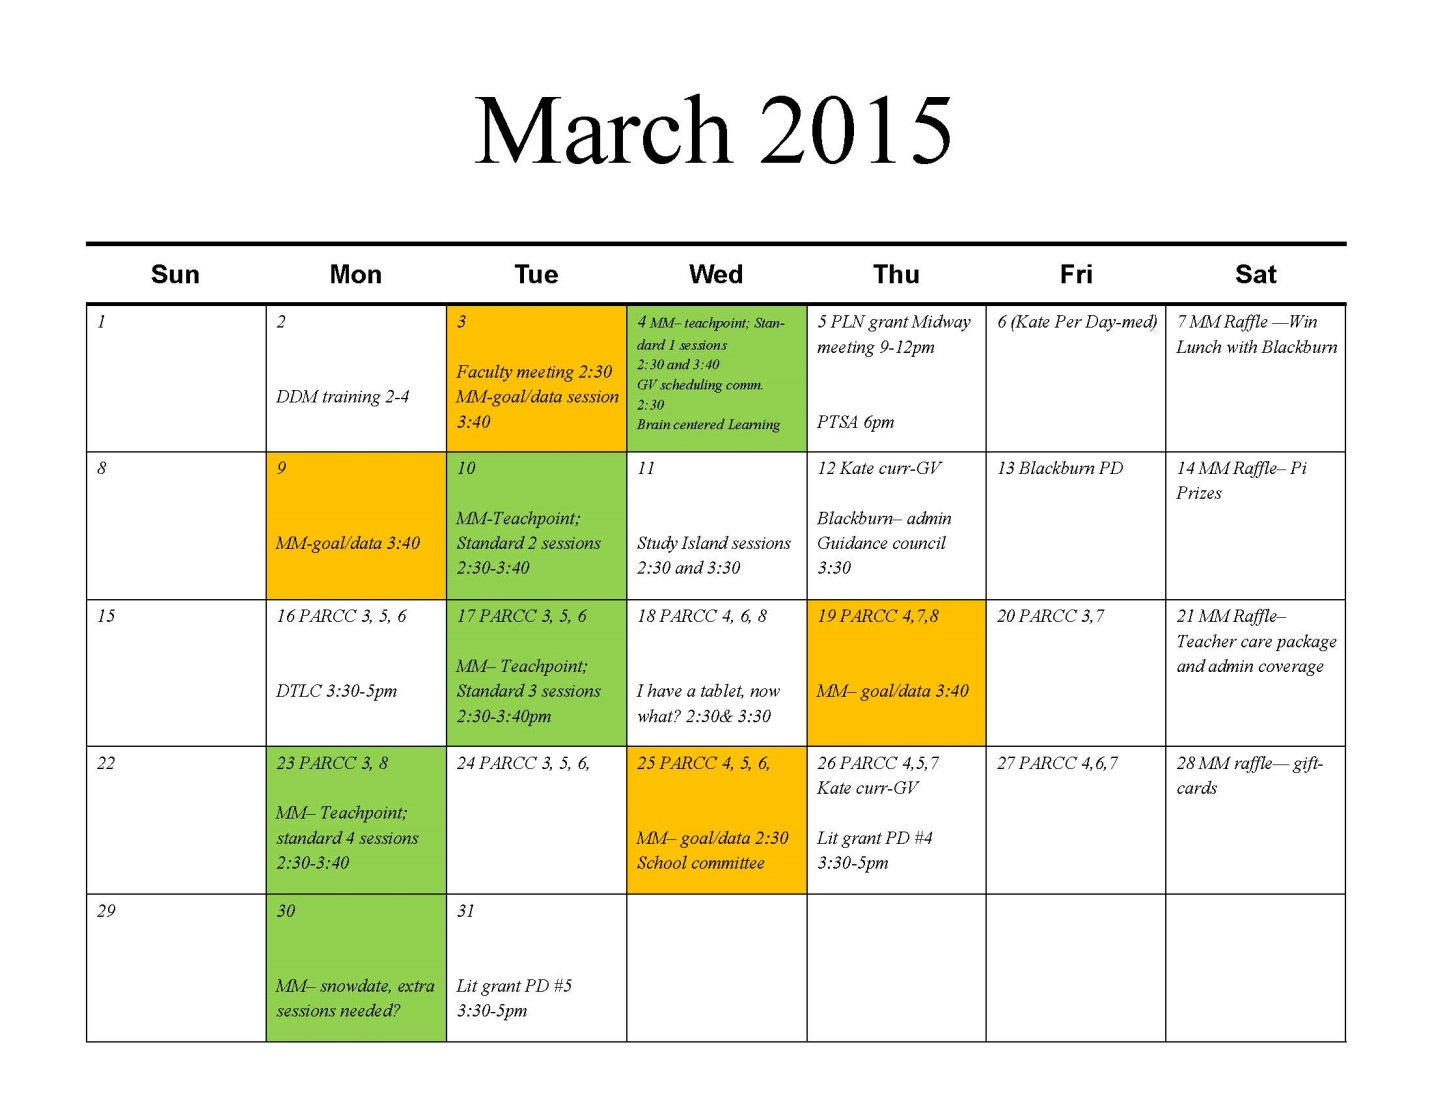 March 2015
Sun Mon Tue Wed Thu Fri Sat
1
2
DDM training 2-4
3
Faculty meeting 2:30
MM-goal/data session
3:40
4 MM– teachpoint; Stan-
dard 1 sessions
2:30 and 3:40
GV scheduling comm.
2:30
Brain centered Learning
5 PLN grant Midway
meeting 9-12pm
PTSA 6pm
6 (Kate Per Day-med)
7 MM Raffle —Win
Lunch with Blackburn
8
9
MM-goal/data 3:40
10
MM-Teachpoint;
Standard 2 sessions
2:30-3:40
11
Study Island sessions
2:30 and 3:30
12 Kate curr-GV
Blackburn– admin
Guidance council
3:30
13 Blackburn PD
14 MM Raffle– Pi
Prizes
15
16 PARCC 3, 5, 6
DTLC 3:30-5pm
17 PARCC 3, 5, 6
MM– Teachpoint;
Standard 3 sessions
2:30-3:40pm
18 PARCC 4, 6, 8
I have a tablet, now
what? 2:30& 3:30
19 PARCC 4,7,8
MM– goal/data 3:40
20 PARCC 3,7
21 MM Raffle–
Teacher care package
and admin coverage
22
23 PARCC 3, 8
MM– Teachpoint;
standard 4 sessions
2:30-3:40
24 PARCC 3, 5, 6,
25 PARCC 4, 5, 6,
MM– goal/data 2:30
School committee
26 PARCC 4,5,7
Kate curr-GV
Lit grant PD #4
3:30-5pm
27 PARCC 4,6,7
28 MM raffle— gift-
cards
29
30
MM– snowdate, extra
sessions needed?
31
Lit grant PD #5
3:30-5pm